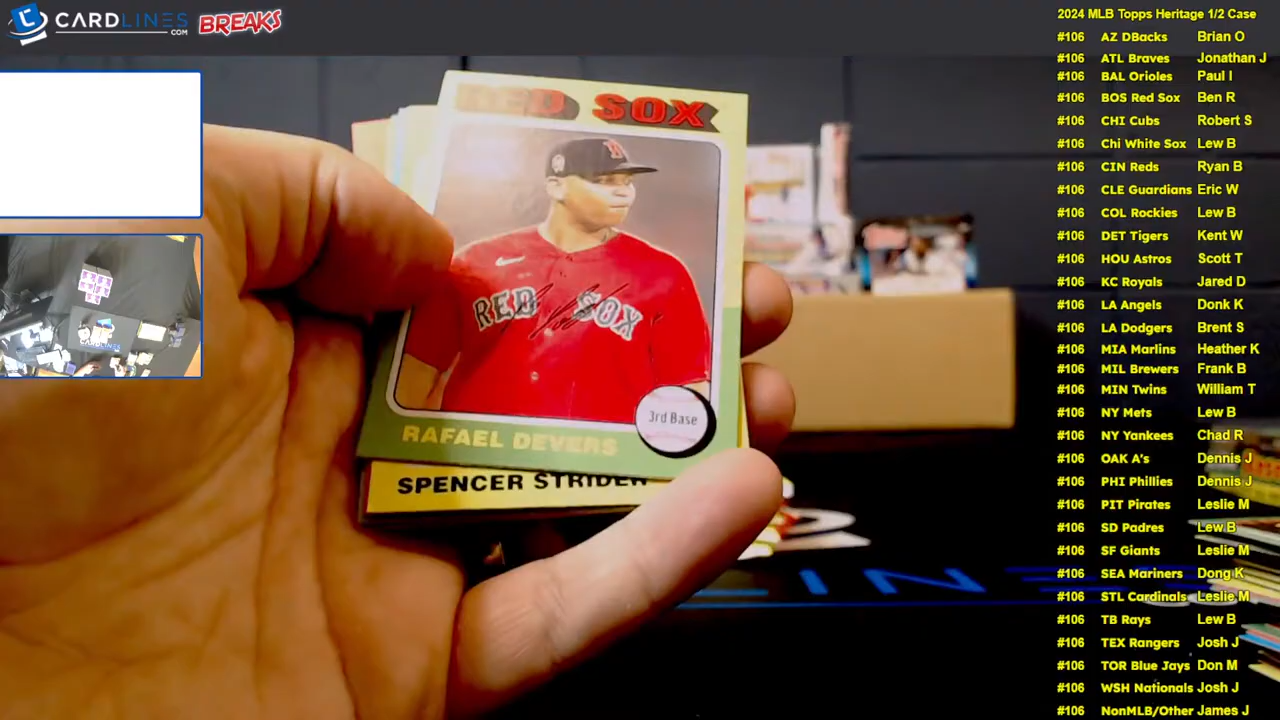 CARDLINES
.COM
BREAKS
RED SOX
RED SOX
3rd Base
RAFAEL DEVERS
SPENCER STRIDER
2024 MLB Topps Heritage 1/2 Case
#106 AZ DBacks Brian O
#106 ATL Braves Jonathan J
#106 BAL Orioles Paul I
#106 BOS Red Sox Ben R
#106 CHI Cubs Robert S
#106 Chi White Sox Lew B
#106 CIN Reds Ryan B
#106 CLE Guardians Eric W
#106 COL Rockies Lew B
#106 DET Tigers Kent W
#106 HOU Astros Scott T
#106 KC Royals Jared D
#106 LA Angels Donk K
#106 LA Dodgers Brent S
#106 MIA Marlins Heather K
#106 MIL Brewers Frank B
#106 MIN Twins William T
#106 NY Mets Lew B
#106 NY Yankees Chad R
#106 OAK A's Dennis J
#106 PHI Phillies Dennis J
#106 PIT Pirates Leslie M
#106 SD Padres Lew B
#106 SF Giants Leslie M
#106 SEA Mariners Dong K
#106 STL Cardinals Leslie M
#106 TB Rays Lew B
#106 TEX Rangers Josh J
#106 TOR Blue Jays Don M
#106 WSH Nationals Josh J
#106 NonMLB/Other James J